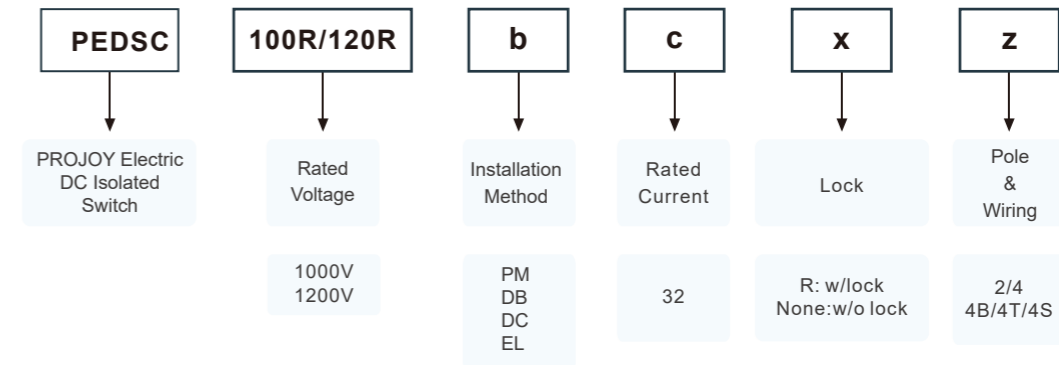 PEDSC
100R/120R
b
c
x
z
PROJOY Electric
DC Isolated
Switch
Rated
Voltage
Installation
Method
Rated
Current
Lock
Pole
&
Wiring
1000V
1200V
PM
DB
DC
EL
32
R: w/lock
None:w/o lock
2/4
4B/4T/4S